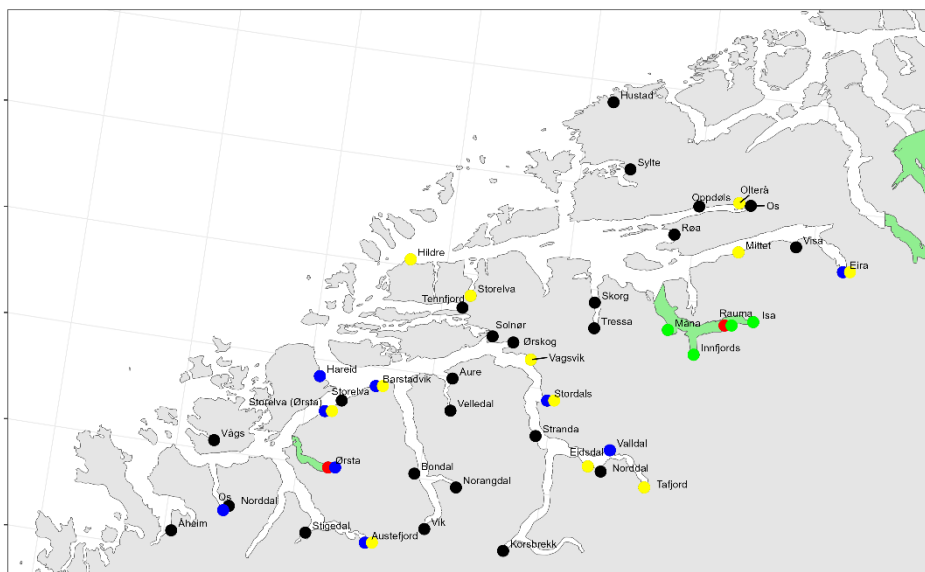 Hustad
Sylte
Olterà
Oppdøls
Os
Røa
Visa
Mittet
Hildre
Eira
Storelva
Tennfjord
Skorg
Rauma
Isa
Måna
Tressa
Solnør
Ørskog
Innfjords
Vagsvik
Hareid
Barstadvik
Aure
Storelva
Stordals
Storelva (Ørsta)
Velledal
Vågs
Stranda
Valldal
Eidsdal
Ørsta
Bondal
Norddal
Norangdal
Tafjord
Os
Norddal
Åheim
Stigedal
Vik
Austefjord
Korsbrekk